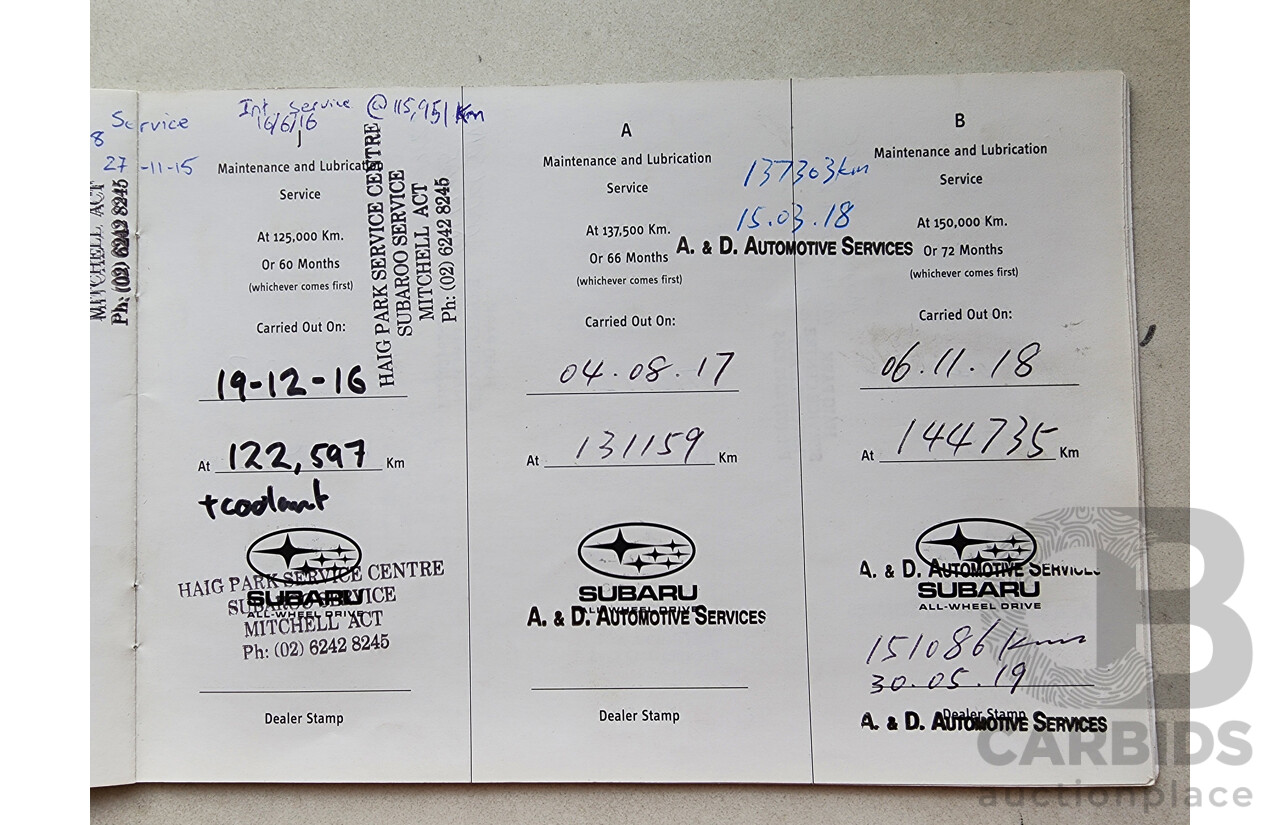 8 Service
27-11-15
MITCHELL ACT
Ph: (02) 6242 8245
Int. Service @ 115,951 Km
16/6/16
J
Maintenance and Lubrication
Service
At 125,000 Km.
Or 60 Months
(whichever comes first)
Carried Out On:
19-12-16
At 122,597 Km
+coolant
HAIG PARK SERVICE CENTRE
SUBAROO SERVICE
MITCHELL ACT
Ph: (02) 6242 8245
SUBARU
ALL-WHEEL DRIVE
HAIG PARK SERVICE CENTRE
SUBAROO SERVICE
MITCHELL ACT
Ph: (02) 6242 8245
Dealer Stamp
A
Maintenance and Lubrication
Service
At 137,500 Km.
Or 66 Months
(whichever comes first)
Carried Out On:
04.08.17
At 131159 Km
SUBARU
ALL-WHEEL DRIVE
A. & D. AUTOMOTIVE SERVICES
Dealer Stamp
137303km
15.03.18
A. & D. AUTOMOTIVE SERVICES
B
Maintenance and Lubrication
Service
At 150,000 Km.
Or 72 Months
(whichever comes first)
Carried Out On:
06.11.18
At 144735 Km
A. & D. AUTOMOTIVE SERVICES
SUBARU
ALL-WHEEL DRIVE
151086 kms
30.05.19
Dealer Stamp
A. & D. AUTOMOTIVE SERVICES
B
CARBIDS
auctionplace